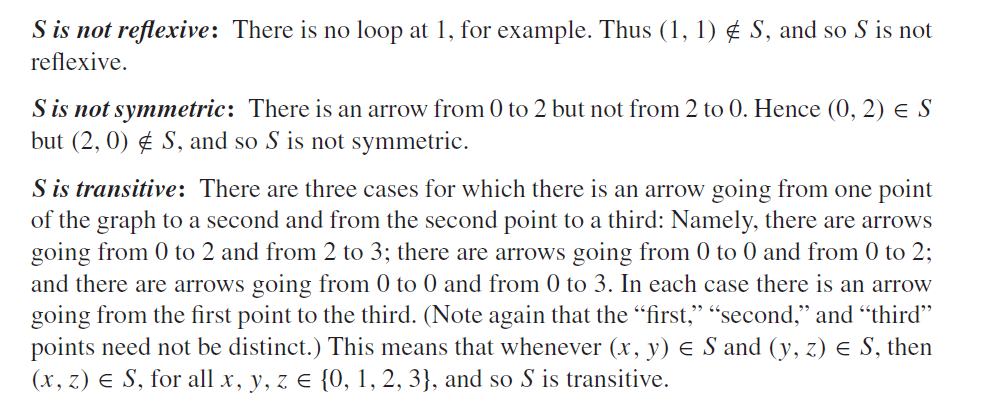 S is not reflexive: There is no loop at 1, for example. Thus (1, 1) ∉ S, and so S is not
reflexive.
S is not symmetric: There is an arrow from 0 to 2 but not from 2 to 0. Hence (0, 2) ∈ S
but (2, 0) ∉ S, and so S is not symmetric.
S is transitive: There are three cases for which there is an arrow going from one point
of the graph to a second and from the second point to a third: Namely, there are arrows
going from 0 to 2 and from 2 to 3; there are arrows going from 0 to 0 and from 0 to 2;
and there are arrows going from 0 to 0 and from 0 to 3. In each case there is an arrow
going from the first point to the third. (Note again that the “first,” “second,” and “third”
points need not be distinct.) This means that whenever (x, y) ∈ S and (y, z) ∈ S, then
(x, z) ∈ S, for all x, y, z ∈ {0, 1, 2, 3}, and so S is transitive.